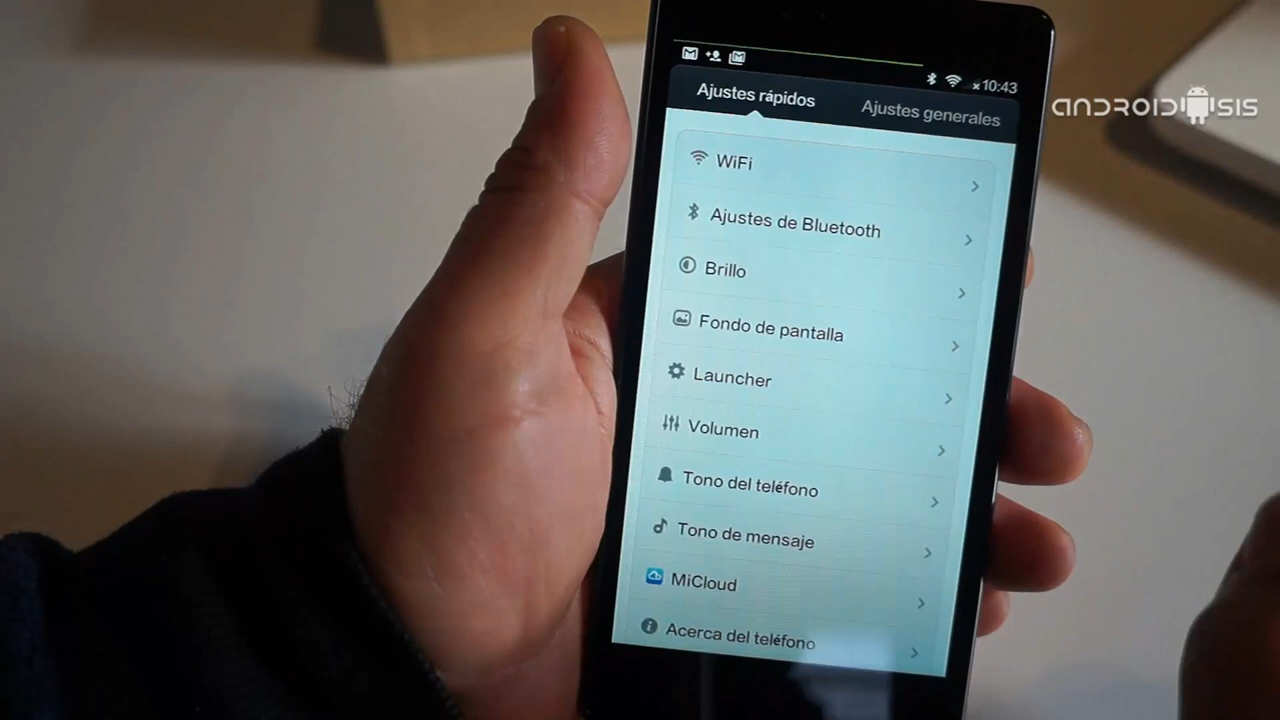 10:43
ANDROIDSIS
Ajustes rápidos
Ajustes generales
WiFi
Ajustes de Bluetooth
Brillo
Fondo de pantalla
Launcher
Volumen
Tono del teléfono
Tono de mensaje
MiCloud
Acerca del teléfono